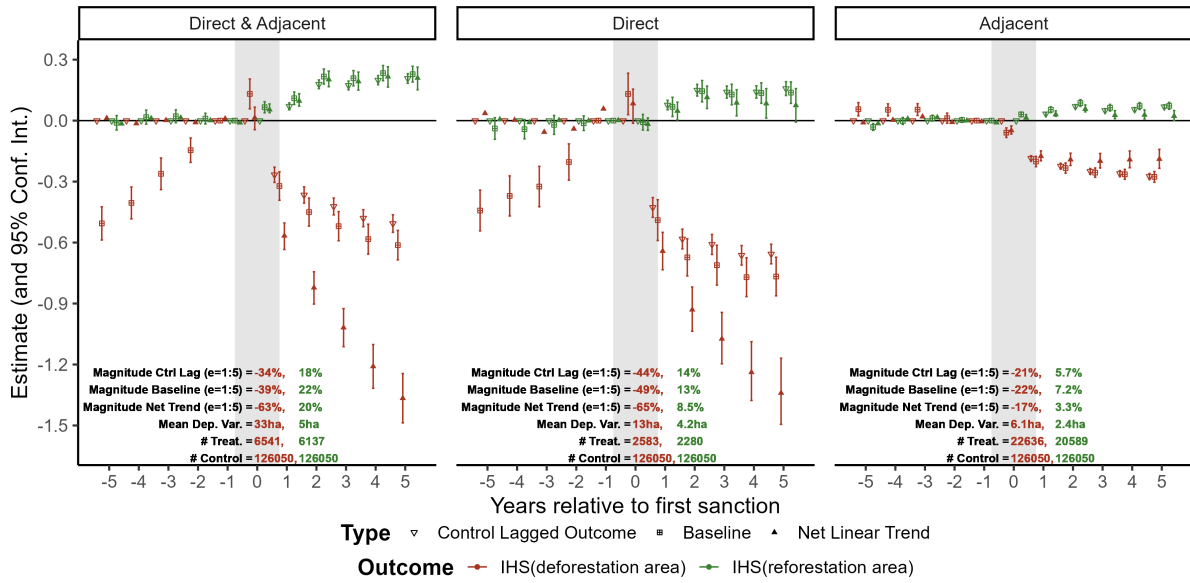 Direct & Adjacent
Direct
Adjacent
Estimate (and 95% Conf. Int.)
0.3
0.0
-0.3
-0.6
-0.9
-1.2
-1.5
Magnitude Ctrl Lag (e=1:5) = -34%, 18%
Magnitude Baseline (e=1:5) = -39%, 22%
Magnitude Net Trend (e=1:5) = -63%, 20%
Mean Dep. Var. = 33ha, 5ha
# Treat. = 6541, 6137
# Control = 126050, 126050
Magnitude Ctrl Lag (e=1:5) = -44%, 14%
Magnitude Baseline (e=1:5) = -49%, 13%
Magnitude Net Trend (e=1:5) = -65%, 8.5%
Mean Dep. Var. = 13ha, 4.2ha
# Treat. = 2583, 2280
# Control = 126050, 126050
Magnitude Ctrl Lag (e=1:5) = -21%, 5.7%
Magnitude Baseline (e=1:5) = -22%, 7.2%
Magnitude Net Trend (e=1:5) = -17%, 3.3%
Mean Dep. Var. = 6.1ha, 2.4ha
# Treat. = 22636, 20589
# Control = 126050, 126050
-5 -4 -3 -2 -1 0 1 2 3 4 5
-5 -4 -3 -2 -1 0 1 2 3 4 5
-5 -4 -3 -2 -1 0 1 2 3 4 5
Years relative to first sanction
Type Control Lagged Outcome Baseline Net Linear Trend
Outcome IHS(deforestation area) IHS(reforestation area)